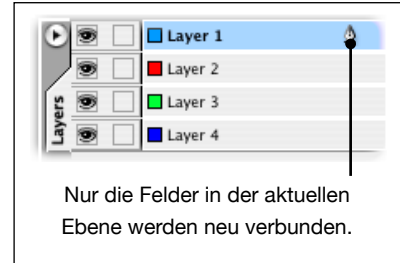 Layer 1
Layer 2
Layer 3
Layer 4
Layers
Nur die Felder in der aktuellen
Ebene werden neu verbunden.